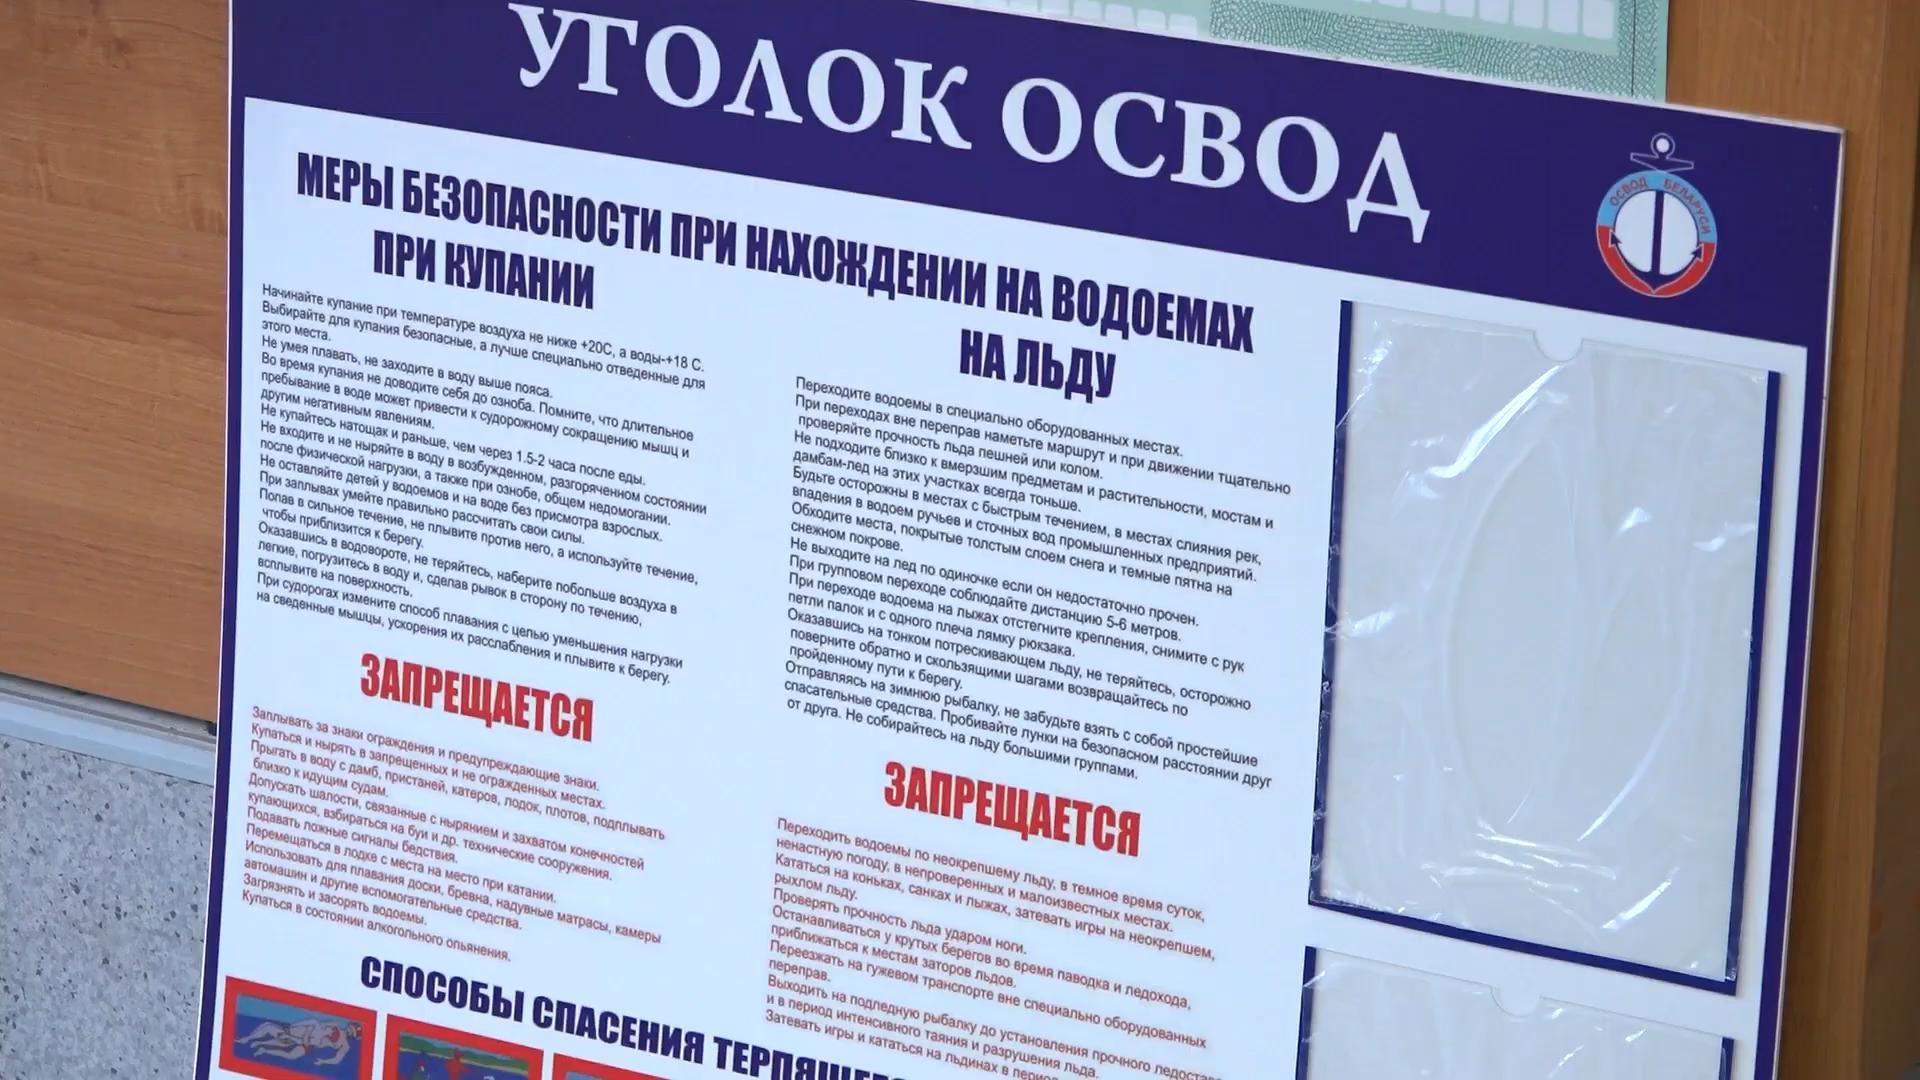 УГОЛОК ОСВОД
ОСВОД БЕЛАРУСИ
МЕРЫ БЕЗОПАСНОСТИ ПРИ НАХОЖДЕНИИ НА ВОДОЕМАХ
ПРИ КУПАНИИ
Начинайте купание при температуре воздуха не ниже +20С, а воды-+18 С.
Выбирайте для купания безопасные, а лучше специально отведенные для
этого места.
Не умея плавать, не заходите в воду выше пояса.
Во время купания не доводите себя до озноба. Помните, что длительное
пребывание в воде может привести к судорожному сокращению мышц и
другим негативным явлениям.
Не купайтесь натощак и раньше, чем через 1.5-2 часа после еды.
Не входите и не ныряйте в воду в возбужденном, разгоряченном состоянии
после физической нагрузки, а также при ознобе, общем недомогании.
Не оставляйте детей у водоемов и на воде без присмотра взрослых.
При заплывах умейте правильно рассчитать свои силы.
Попав в сильное течение, не плывите против него, а используйте течение,
чтобы приблизится к берегу.
Оказавшись в водовороте, не теряйтесь, наберите побольше воздуха в
легкие, погрузитесь в воду и, сделав рывок в сторону по течению,
всплывите на поверхность.
При судорогах измените способ плавания с целью уменьшения нагрузки
на сведенные мышцы, ускорения их расслабления и плывите к берегу.
ЗАПРЕЩАЕТСЯ
Заплывать за знаки ограждения и предупреждающие знаки.
Купаться и нырять в запрещенных и не огражденных местах.
Прыгать в воду с дамб, пристаней, катеров, лодок, плотов, подплывать
близко к идущим судам.
Допускать шалости, связанные с нырянием и захватом конечностей
купающихся, взбираться на буи и др. технические сооружения.
Подавать ложные сигналы бедствия.
Перемещаться в лодке с места на место при катании.
Использовать для плавания доски, бревна, надувные матрасы, камеры
автомашин и другие вспомогательные средства.
Загрязнять и засорять водоемы.
Купаться в состоянии алкогольного опьянения.
НА ЛЬДУ
Переходите водоемы в специально оборудованных местах.
При переходах вне переправ наметьте маршрут и при движении тщательно
проверяйте прочность льда пешней или колом.
Не подходите близко к вмерзшим предметам и растительности, мостам и
дамбам-лед на этих участках всегда тоньше.
Будьте осторожны в местах с быстрым течением, в местах слияния рек,
впадения в водоем ручьев и сточных вод промышленных предприятий.
Обходите места, покрытые толстым слоем снега и темные пятна на
снежном покрове.
Не выходите на лед по одиночке если он недостаточно прочен.
При групповом переходе соблюдайте дистанцию 5-6 метров.
При переходе водоема на лыжах отстегните крепления, снимите с рук
петли палок и с одного плеча лямку рюкзака.
Оказавшись на тонком потрескивающем льду, не теряйтесь, осторожно
поверните обратно и скользящими шагами возвращайтесь по
пройденному пути к берегу.
Отправляясь на зимнюю рыбалку, не забудьте взять с собой простейшие
спасательные средства. Пробивайте лунки на безопасном расстоянии друг
от друга. Не собирайтесь на льду большими группами.
ЗАПРЕЩАЕТСЯ
Переходить водоемы по неокрепшему льду, в темное время суток,
ненастную погоду, в непроверенных и малоизвестных местах.
Кататься на коньках, санках и лыжах, затевать игры на неокрепшем,
рыхлом льду.
Проверять прочность льда ударом ноги.
Останавливаться у крутых берегов во время паводка и ледохода,
приближаться к местам заторов льдов.
Переезжать на гужевом транспорте вне специально оборудованных
переправ.
Выходить на подледную рыбалку до установления прочного ледоста
и в период интенсивного таяния и разрушения льда.
Затевать игры и кататься на льдинах в период
СПОСОБЫ СПАСЕНИЯ ТЕРПЯЩЕГ